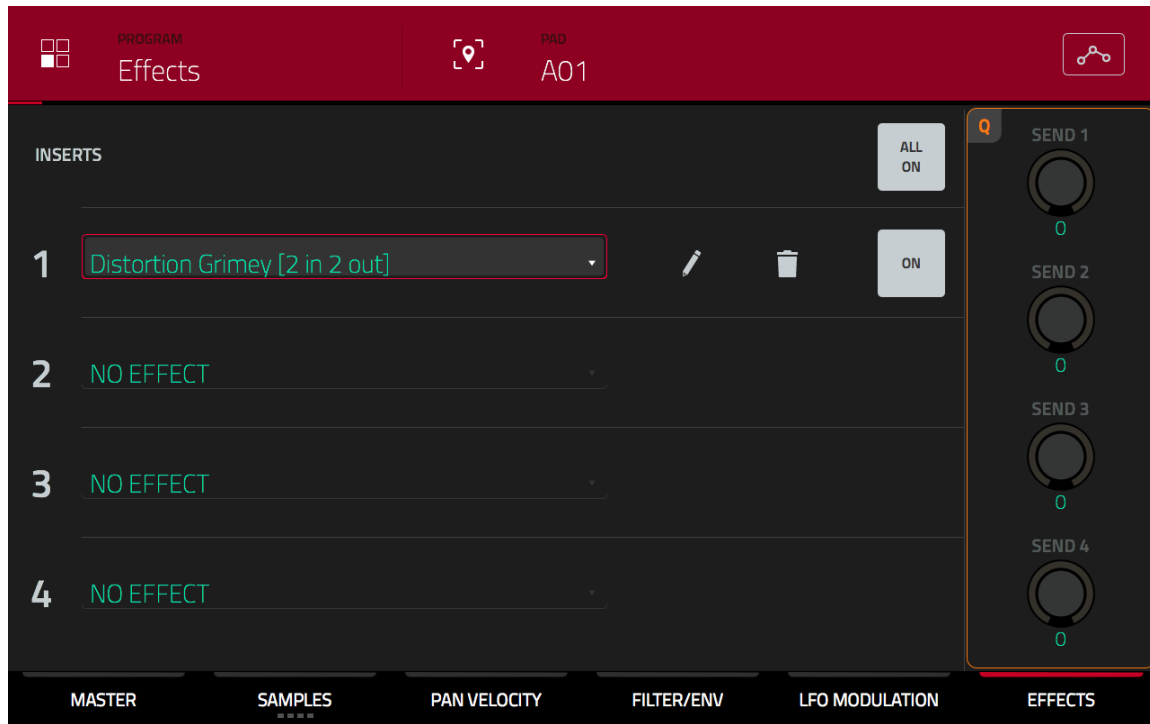 PROGRAM
Effects
PAD
A01
INSERTS
ALL
ON
Q
SEND 1
0
1
Distortion Grimey [2 in 2 out]
ON
SEND 2
0
2
NO EFFECT
SEND 3
0
3
NO EFFECT
SEND 4
0
4
NO EFFECT
MASTER
SAMPLES
PAN VELOCITY
FILTER/ENV
LFO MODULATION
EFFECTS